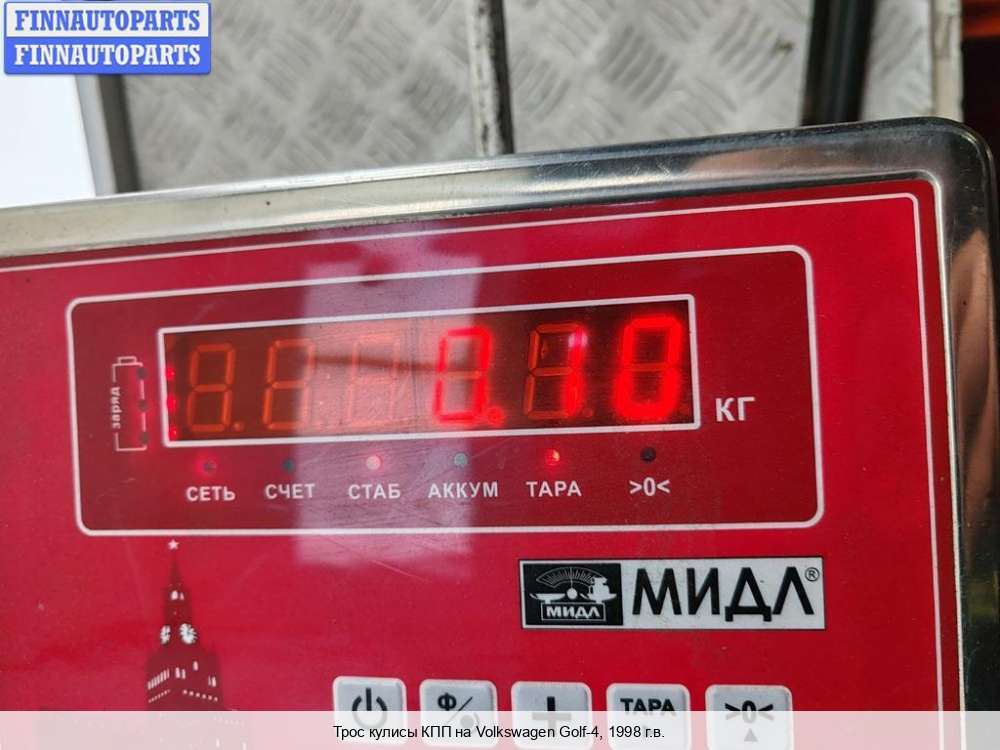 FINNAUTOPARTS
FINNAUTOPARTS
заряд
0.10
КГ
СЕТЬ СЧЕТ СТАБ АККУМ ТАРА >0<
МИДЛ МИДЛ®
Ф/ + ТАРА >0<
Трос кулисы КПП на Volkswagen Golf-4, 1998 г.в.